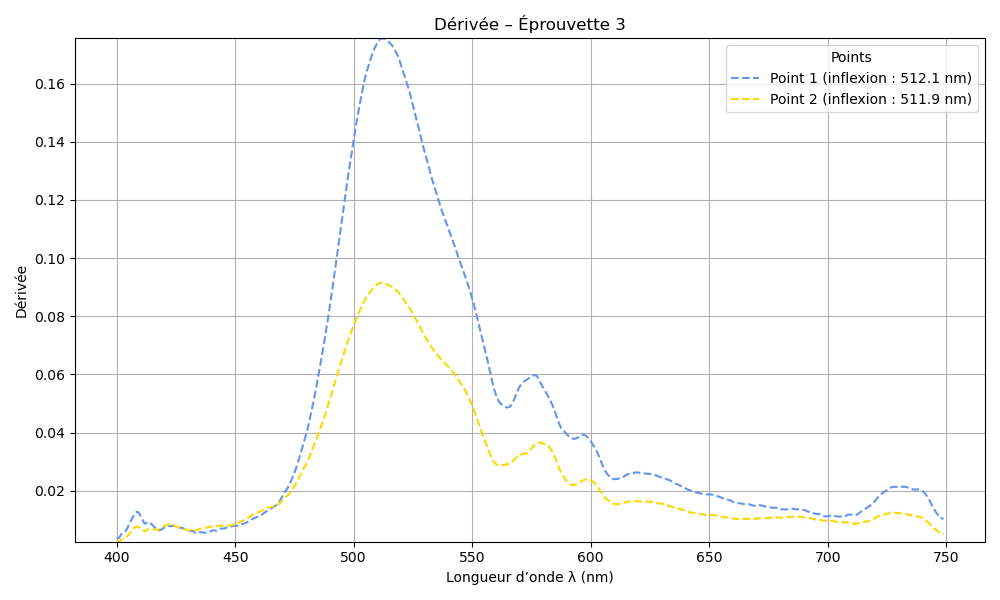 Dérivée – Éprouvette 3
Points
Point 1 (inflexion : 512.1 nm)
Point 2 (inflexion : 511.9 nm)
Dérivée
0.16
0.14
0.12
0.10
0.08
0.06
0.04
0.02
400 450 500 550 600 650 700 750
Longueur d’onde λ (nm)